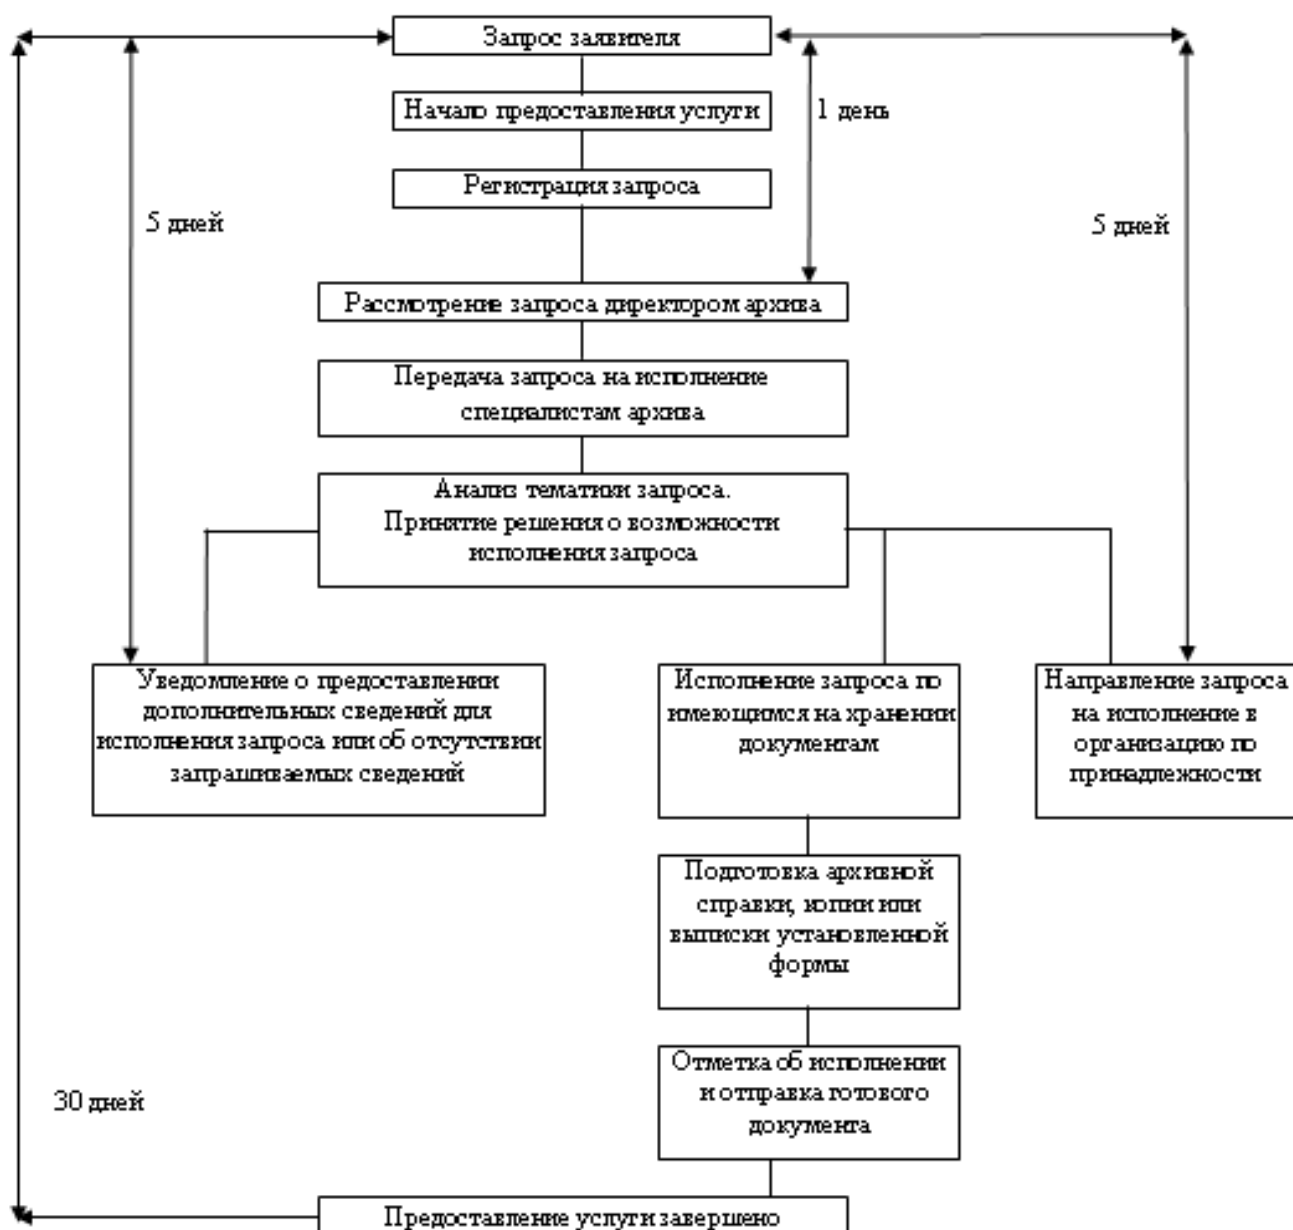 Запрос заявителя
Начало предоставления услуги
1 день
Регистрация запроса
5 дней
5 дней
Рассмотрение запроса директором архива
Передача запроса на исполнение
специалистам архива
Анализ тематики запроса.
Принятие решения о возможности
исполнения запроса
Уведомление о предоставлении
дополнительных сведений для
исполнения запроса или об отсутствии
запрашиваемых сведений
Исполнение запроса по
имеющимся на хранении
документам
Направление запроса
на исполнение в
организацию по
принадлежности
Подготовка архивной
справки, копии или
выписки установленной
формы
Отметка об исполнении
и отправка готового
документа
30 дней
Предоставление услуги завершено